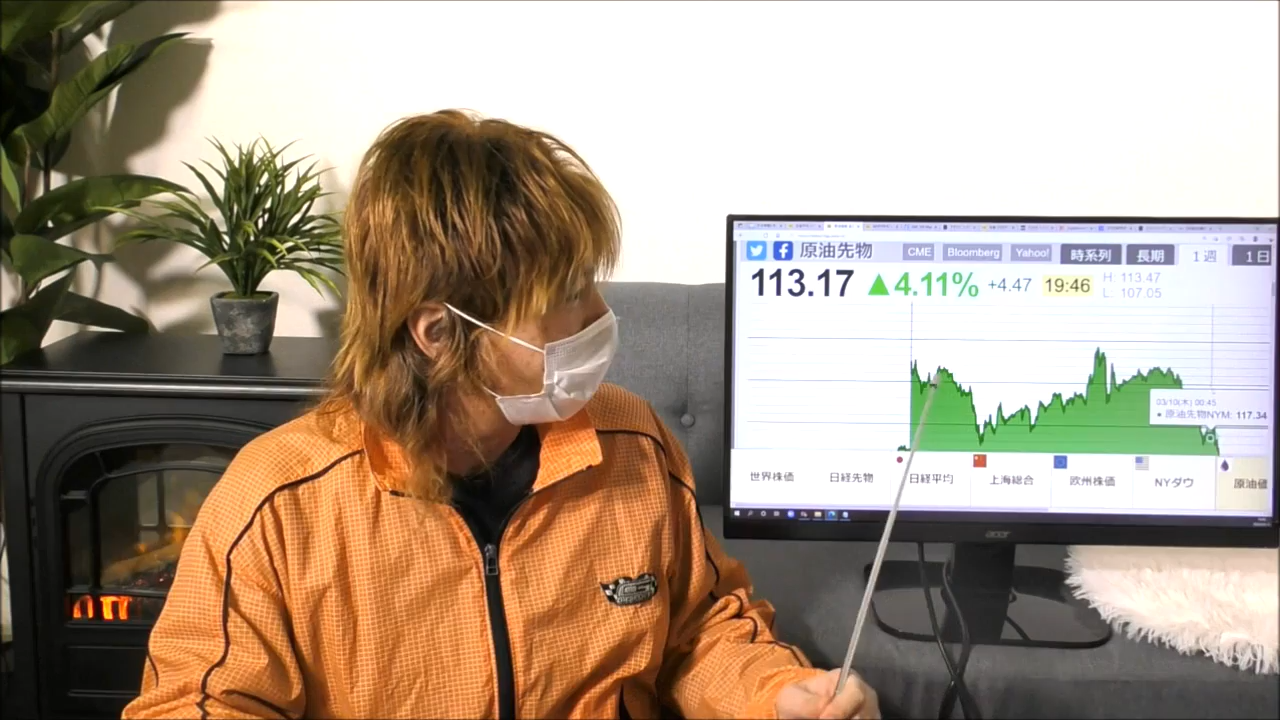 原油先物 CME Bloomberg Yahoo! 時系列 長期 1週 1日
113.17 ▲4.11% +4.47 19:46 H: 113.47
L: 107.05
03/10(木) 00:45
● 原油先物NYM: 117.34
世界株価 日経先物 日経平均 上海総合 欧州株価 NYダウ 原油値
acer